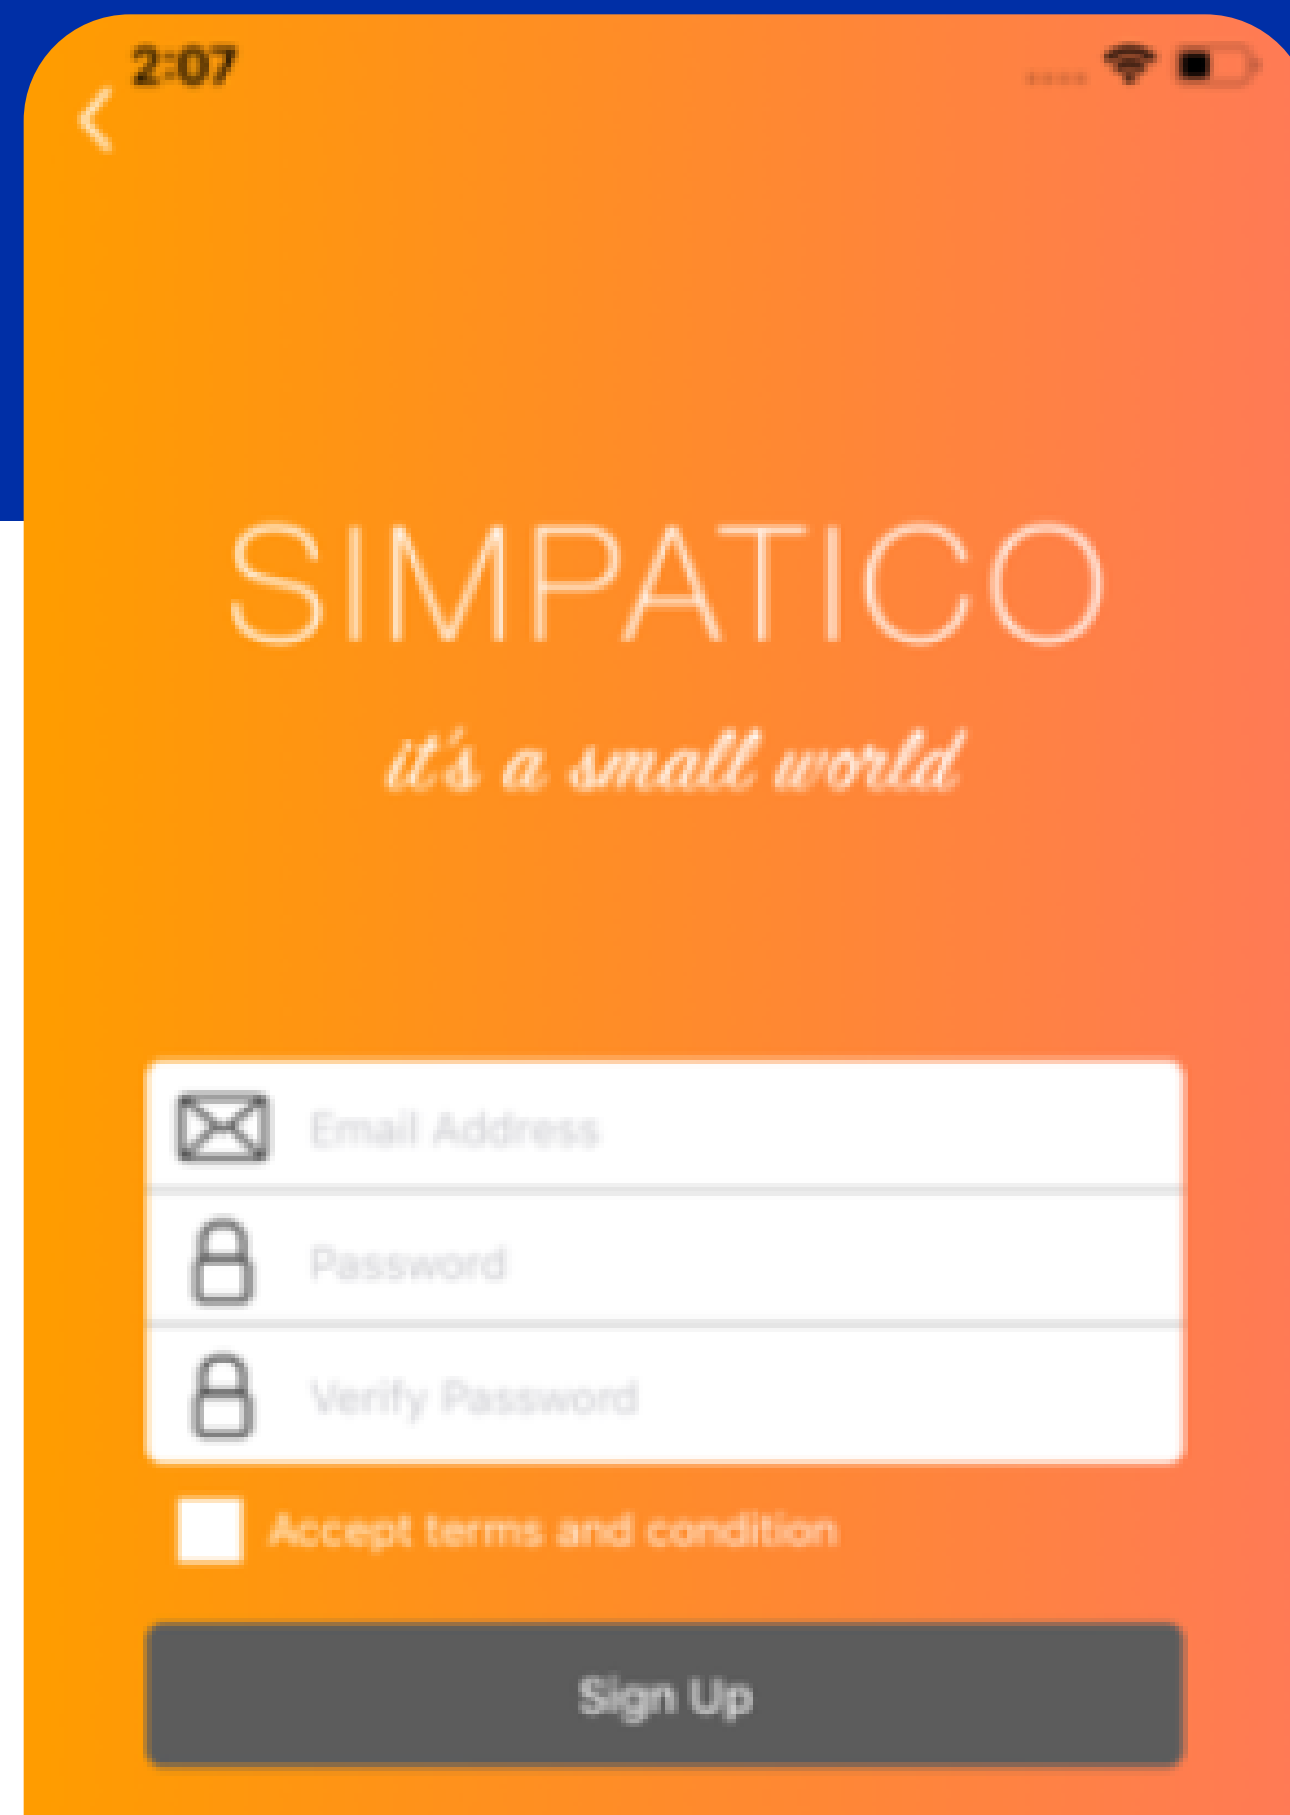 2:07
SIMPATICO
it's a small world
Email Address
Password
Verify Password
Accept terms and condition
Sign Up